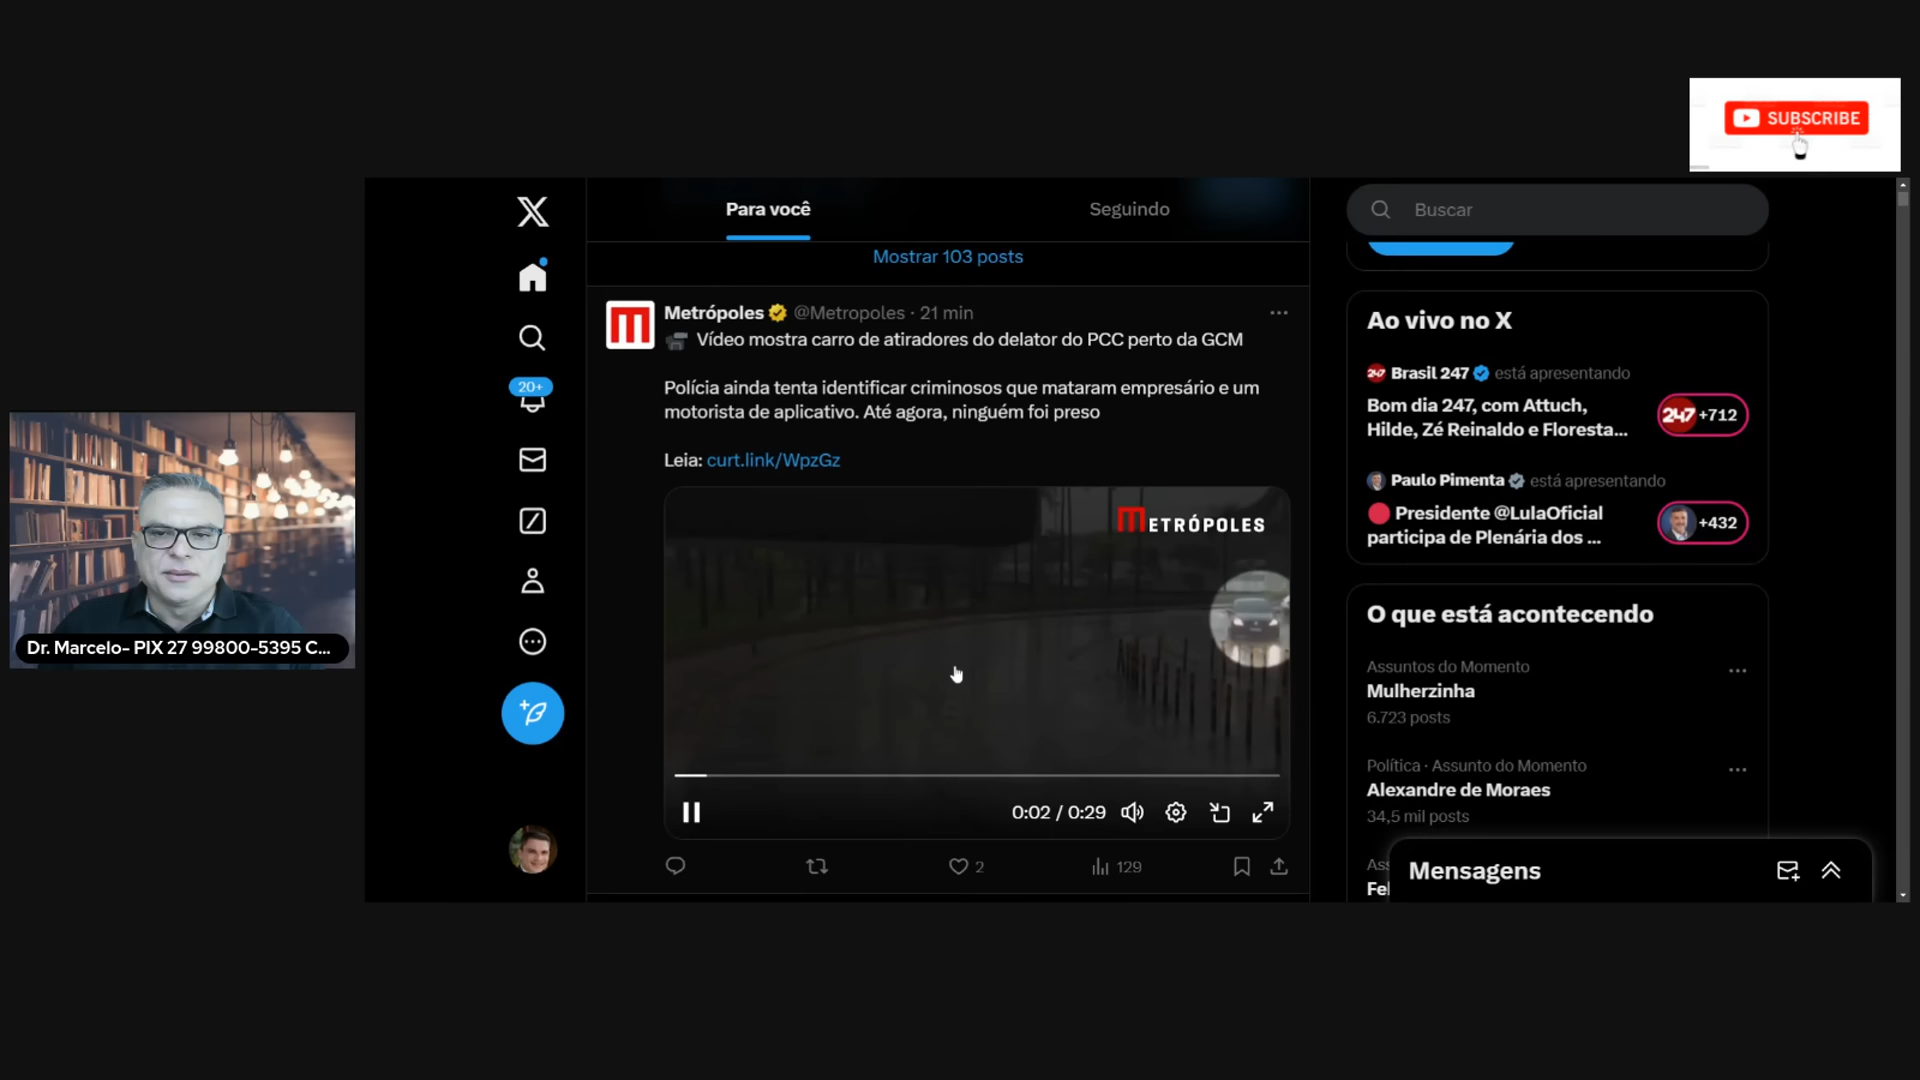 SUBSCRIBE
Para você
Seguindo
Buscar
Mostrar 103 posts
Metrópoles @Metropoles · 21 min
Vídeo mostra carro de atiradores do delator do PCC perto da GCM
Polícia ainda tenta identificar criminosos que mataram empresário e um
motorista de aplicativo. Até agora, ninguém foi preso
Leia: curt.link/WpzGz
METRÓPOLES
0:02 / 0:29
2
129
20+
Dr. Marcelo- PIX 27 99800-5395 C...
Ao vivo no X
247 Brasil 247 está apresentando
Bom dia 247, com Attuch,
Hilde, Zé Reinaldo e Floresta...
247 +712
Paulo Pimenta está apresentando
Presidente @LulaOficial
participa de Plenária dos ...
+432
O que está acontecendo
Assuntos do Momento
Mulherzinha
6.723 posts
Política · Assunto do Momento
Alexandre de Moraes
34,5 mil posts
Mensagens